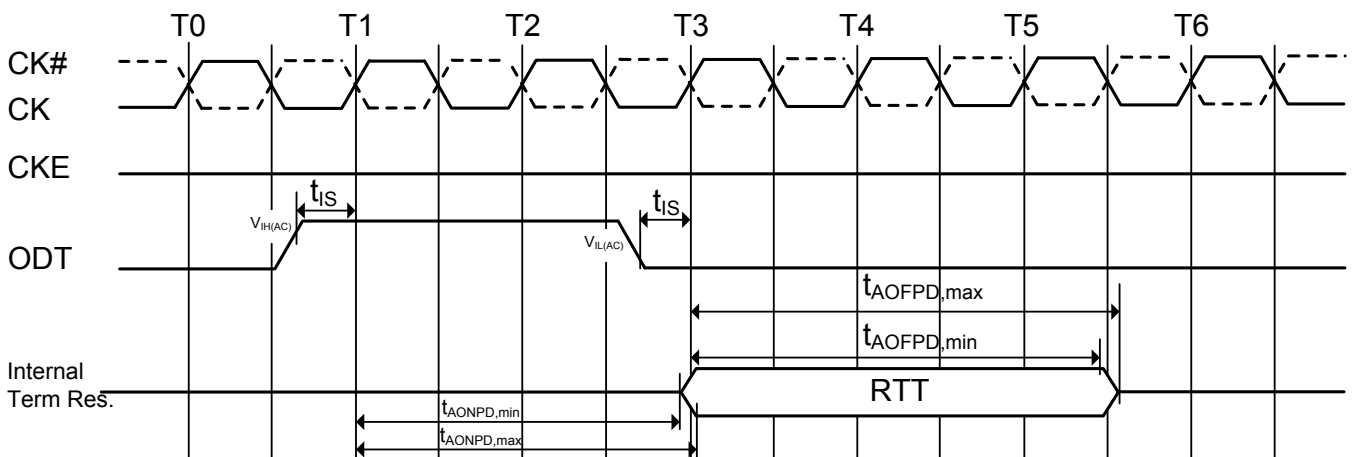 T0 T1 T2 T3 T4 T5 T6
CK#
CK
CKE
tIS tIS
VIH(AC) VIL(AC)
ODT
tAOFPD,max
tAOFPD,min
Internal
Term Res.
RTT
tAONPD,min
tAONPD,max